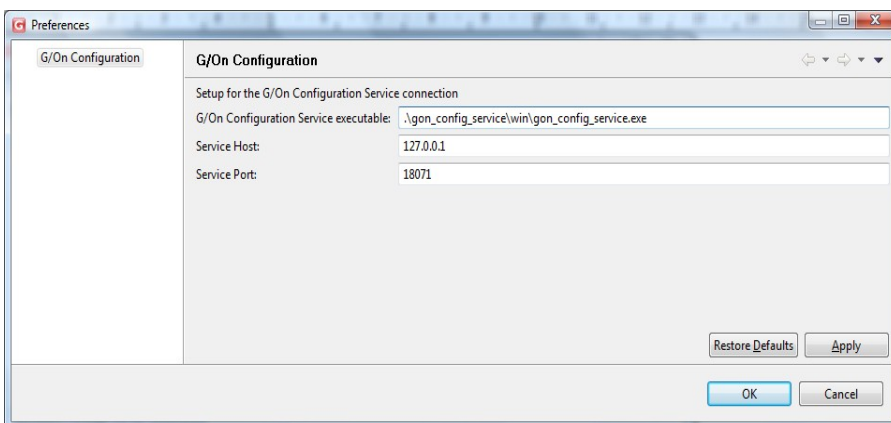 Preferences
G/On Configuration
G/On Configuration
Setup for the G/On Configuration Service connection
G/On Configuration Service executable: .\gon_config_service\win\gon_config_service.exe
Service Host: 127.0.0.1
Service Port: 18071
Restore Defaults Apply
OK Cancel